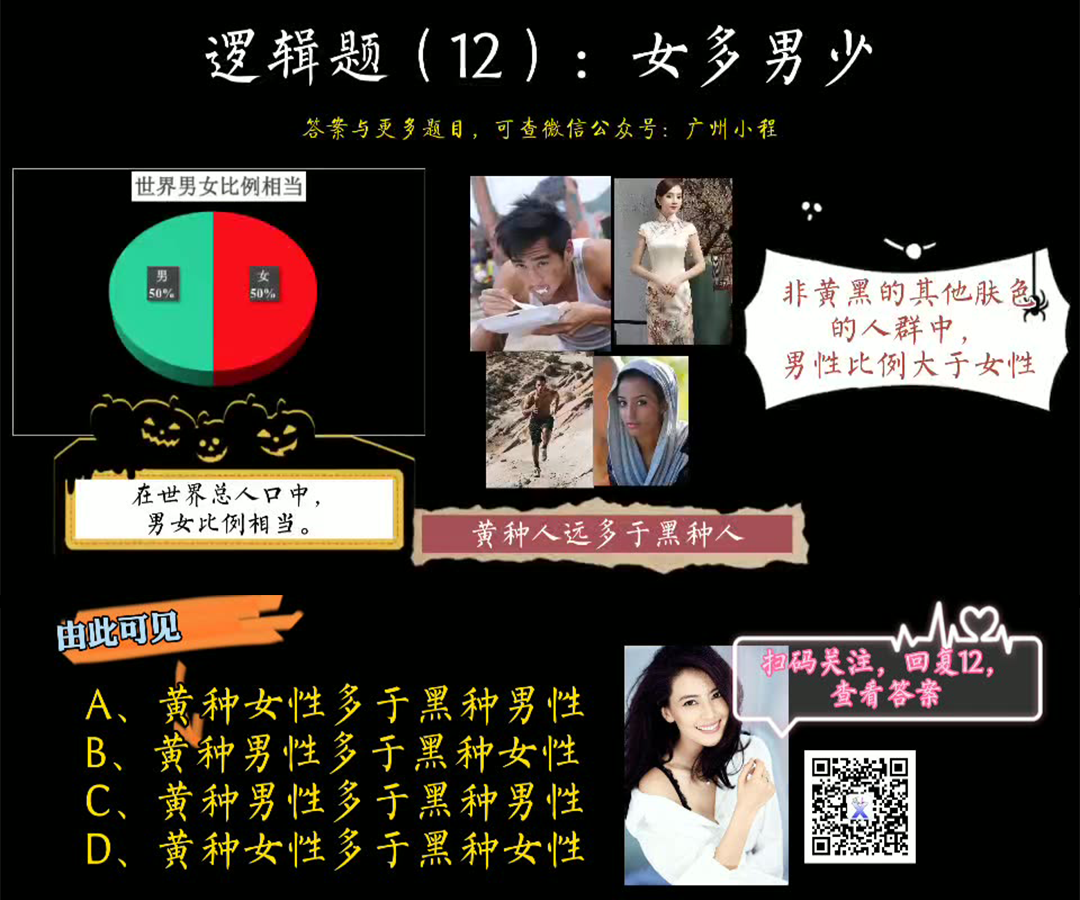 逻辑题（12）：女多男少
答案与更多题目，可查微信公众号：广州小程
世界男女比例相当
男
50%
女
50%
在世界总人口中，
男女比例相当。
黄种人远多于黑种人
非黄黑的其他肤色
的人群中，
男性比例大于女性
由此可见
A、黄种女性多于黑种男性
B、黄种男性多于黑种女性
C、黄种男性多于黑种男性
D、黄种女性多于黑种女性
扫码关注，回复12，
查看答案